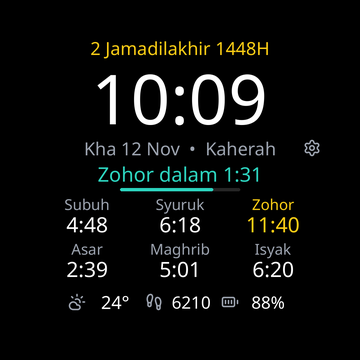 2 Jamadilakhir 1448H
10:09
Kha 12 Nov • Kaherah
Zohor dalam 1:31
Subuh Syuruk Zohor
4:48 6:18 11:40
Asar Maghrib Isyak
2:39 5:01 6:20
24° 6210 88%